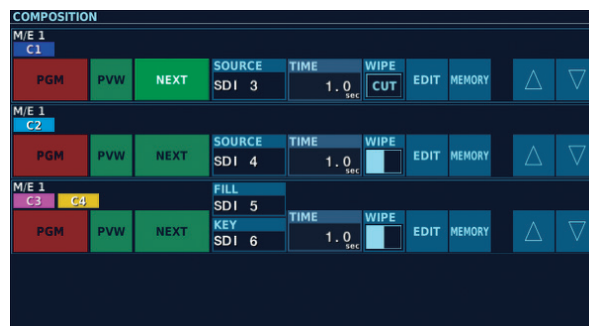 COMPOSITION
M/E 1
C1
PGM PVW NEXT SOURCE SDI 3 TIME 1.0 sec WIPE CUT EDIT MEMORY
M/E 1
C2
PGM PVW NEXT SOURCE SDI 4 TIME 1.0 sec WIPE EDIT MEMORY
M/E 1
C3 C4
PGM PVW NEXT FILL SDI 5 KEY SDI 6 TIME 1.0 sec WIPE EDIT MEMORY